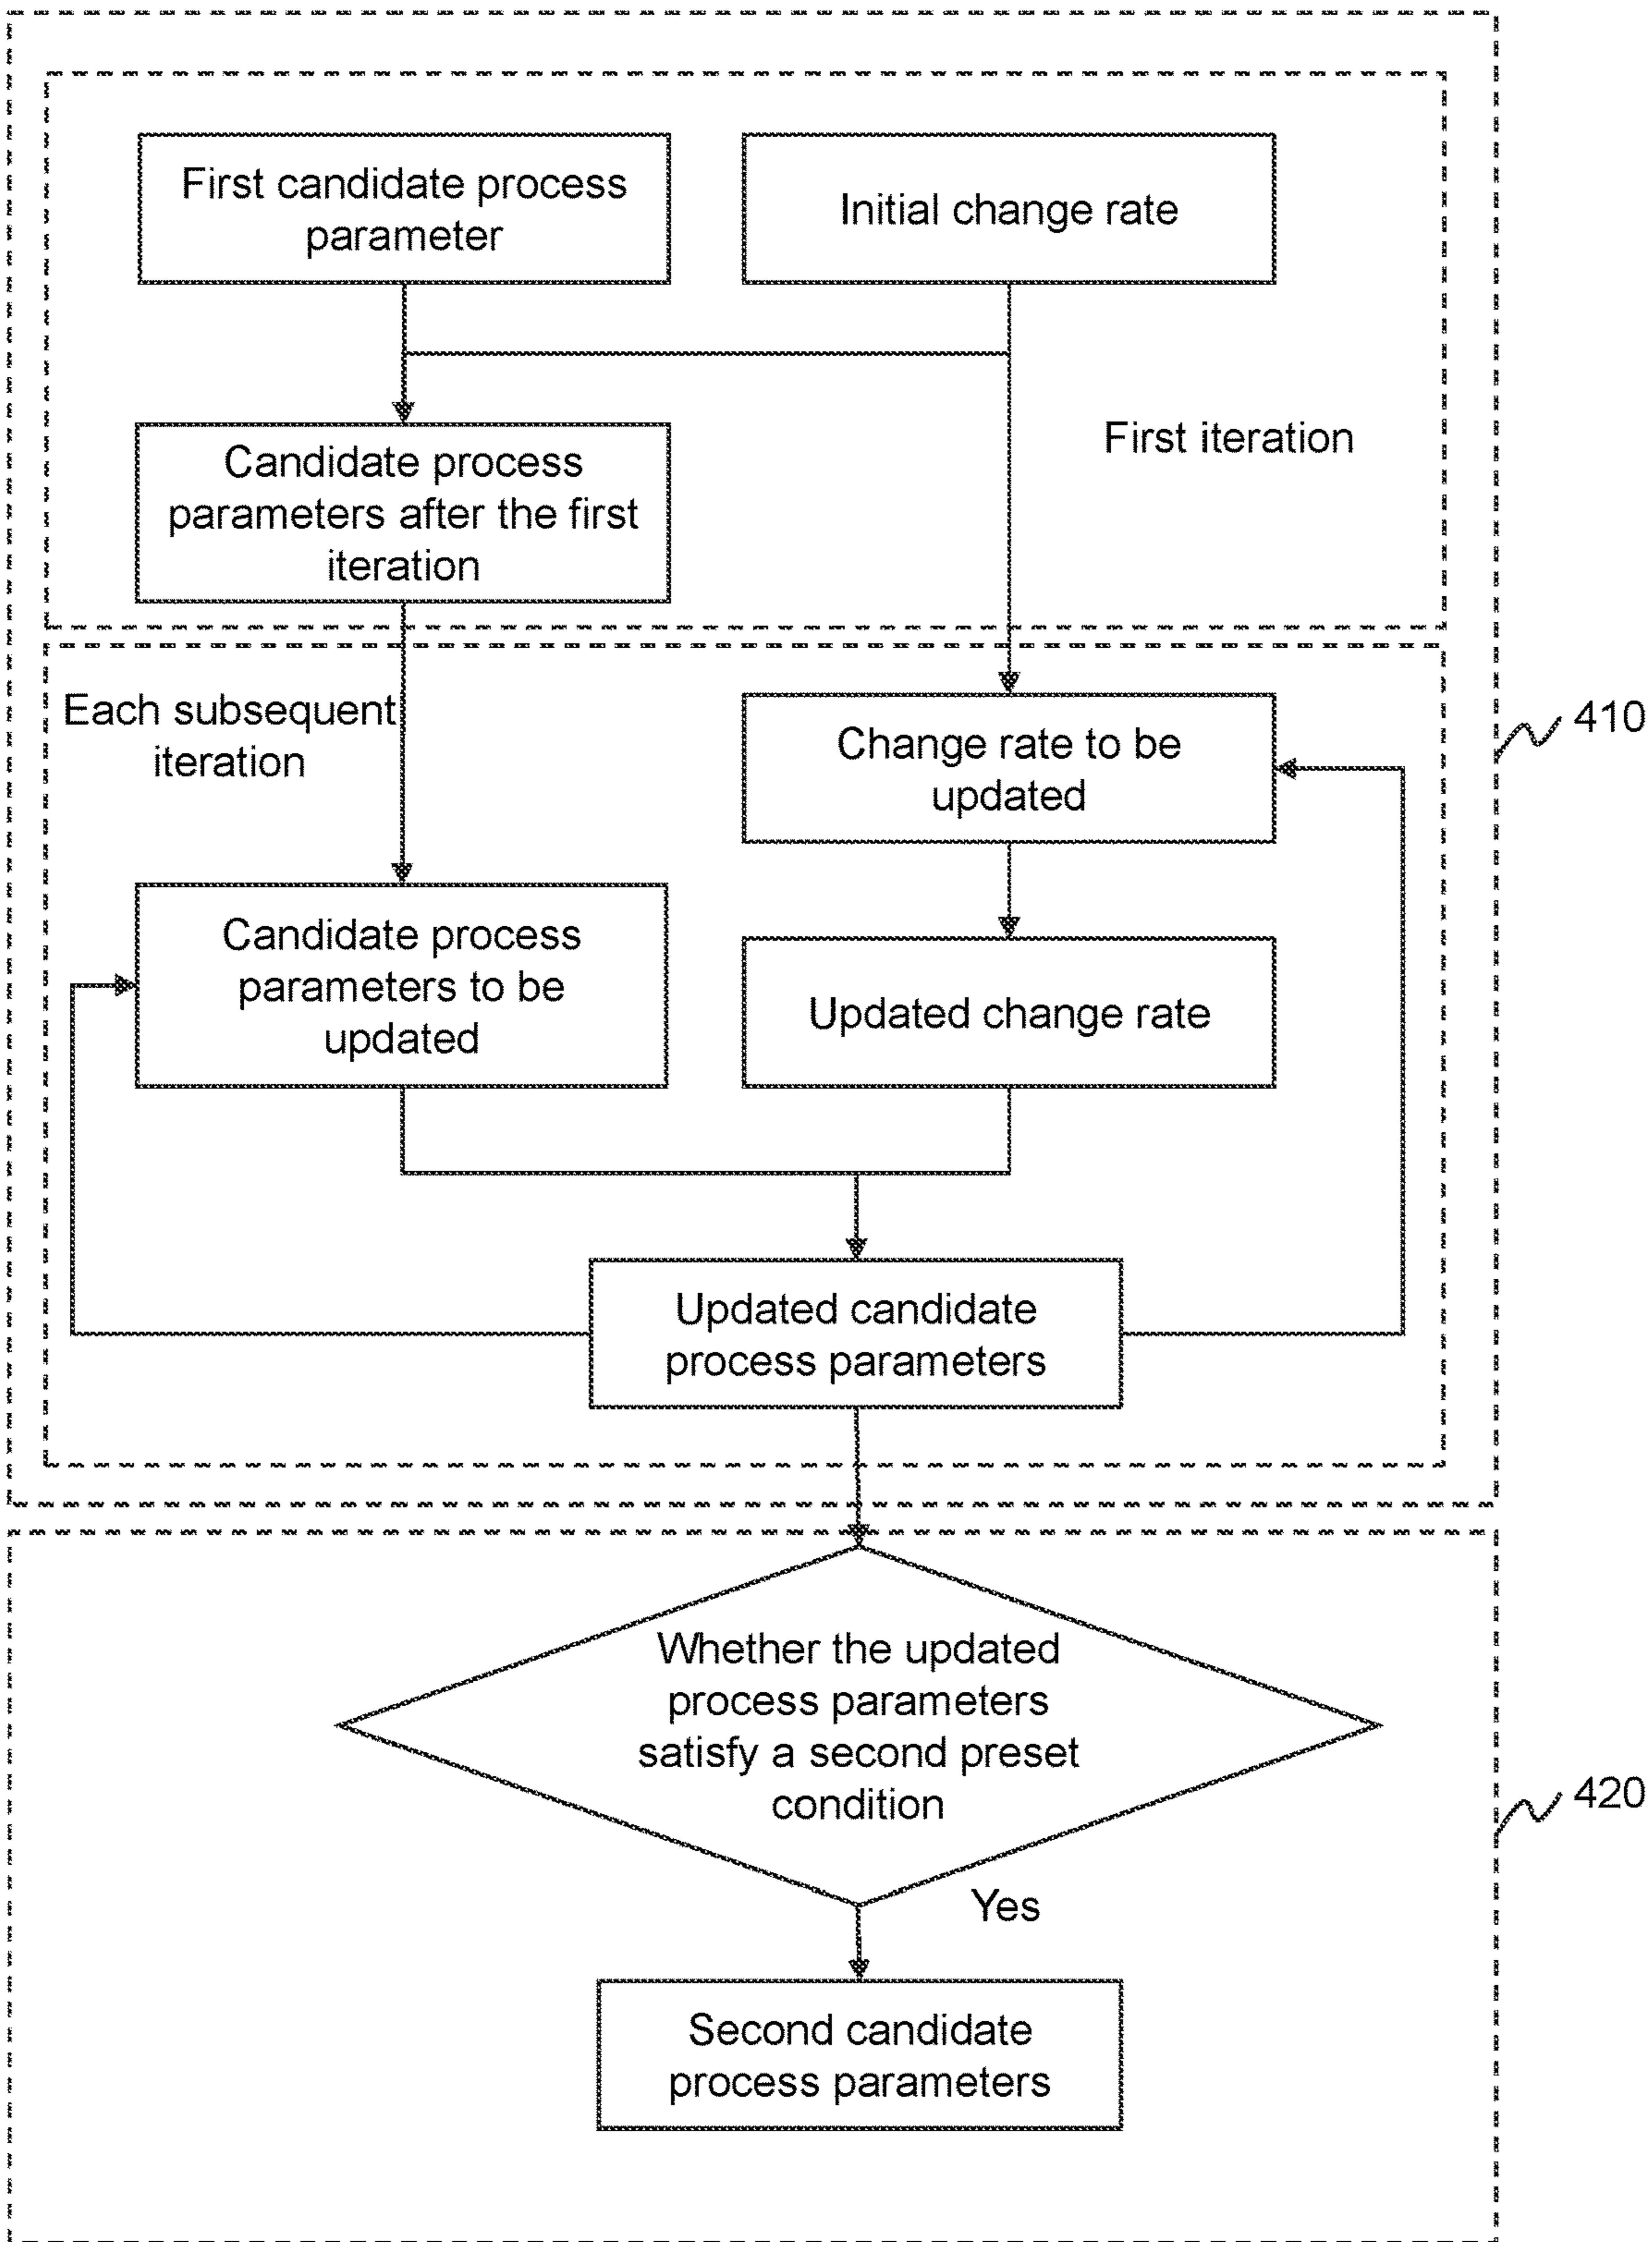 First candidate process
parameter
Initial change rate
Candidate process
parameters after the first
iteration
First iteration
Each subsequent
iteration
Change rate to be
updated
410
Candidate process
parameters to be
updated
Updated change rate
Updated candidate
process parameters
Whether the updated
process parameters
satisfy a second preset
condition
420
Yes
Second candidate
process parameters